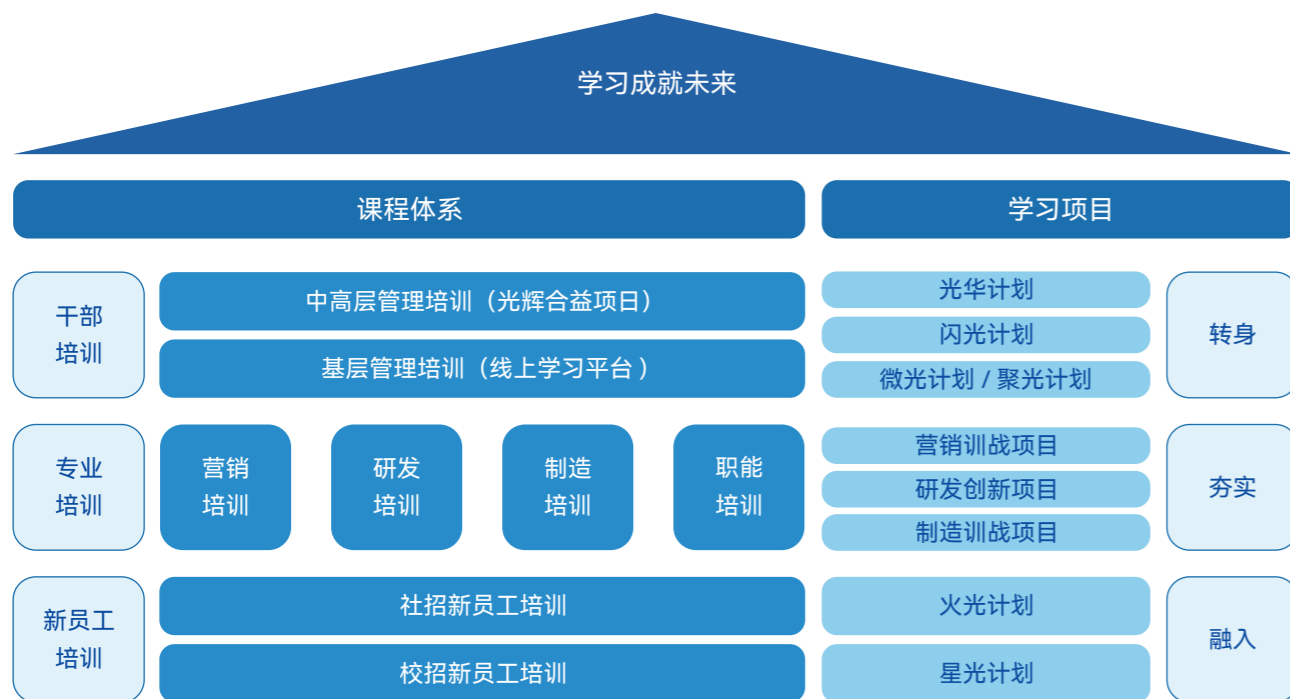 学习成就未来
课程体系
学习项目
干部
培训
中高层管理培训（光辉合益项日）
基层管理培训（线上学习平台 ）
光华计划
闪光计划
微光计划 / 聚光计划
转身
专业
培训
营销
培训
研发
培训
制造
培训
职能
培训
营销训战项目
研发创新项目
制造训战项目
夯实
新员工
培训
社招新员工培训
校招新员工培训
火光计划
星光计划
融入